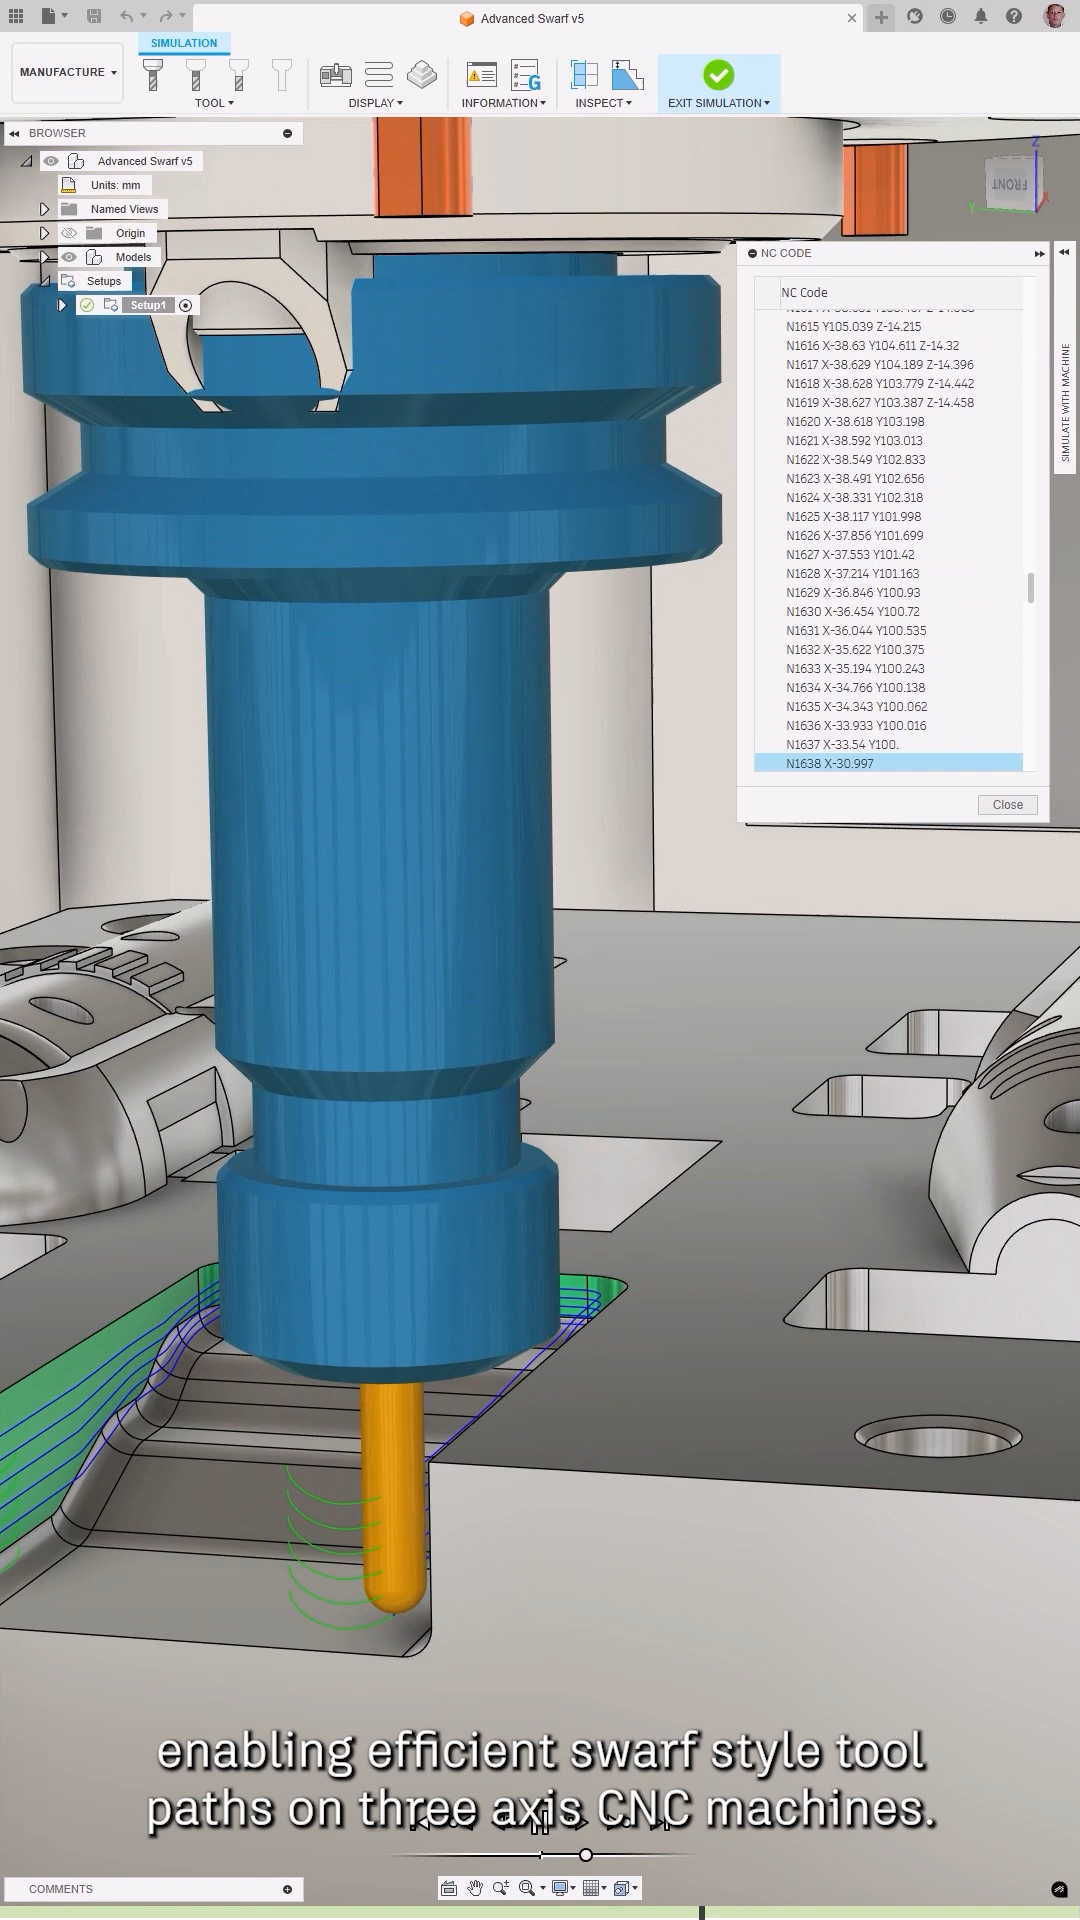 Advanced Swarf v5
SIMULATION
MANUFACTURE
TOOL
DISPLAY
INFORMATION
INSPECT
EXIT SIMULATION
BROWSER
Advanced Swarf v5
Units: mm
Named Views
Origin
Models
Setups
Setup1
Z
FRONT
Y
X
NC CODE
SIMULATE WITH MACHINE
NC Code
N1615 Y105.039 Z-14.215
N1616 X-38.63 Y104.611 Z-14.32
N1617 X-38.629 Y104.189 Z-14.396
N1618 X-38.628 Y103.779 Z-14.442
N1619 X-38.627 Y103.387 Z-14.458
N1620 X-38.618 Y103.198
N1621 X-38.592 Y103.013
N1622 X-38.549 Y102.833
N1623 X-38.491 Y102.656
N1624 X-38.331 Y102.318
N1625 X-38.117 Y101.998
N1626 X-37.856 Y101.699
N1627 X-37.553 Y101.42
N1628 X-37.214 Y101.163
N1629 X-36.846 Y100.93
N1630 X-36.454 Y100.72
N1631 X-36.044 Y100.535
N1632 X-35.622 Y100.375
N1633 X-35.194 Y100.243
N1634 X-34.766 Y100.138
N1635 X-34.343 Y100.062
N1636 X-33.933 Y100.016
N1637 X-33.54 Y100.
N1638 X-30.997
Close
enabling efficient swarf style tool
paths on three axis CNC machines.
COMMENTS